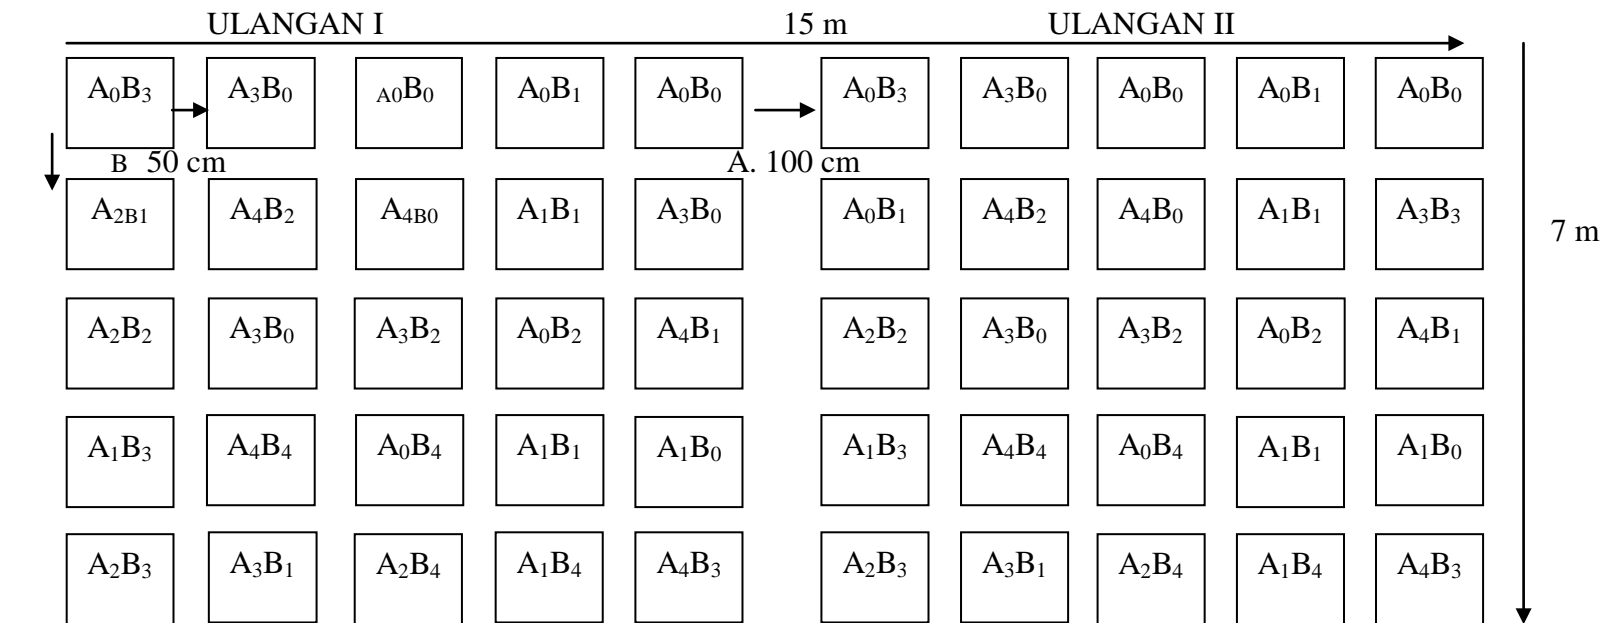 ULANGAN I 15 m ULANGAN II
A₀B₃ A₃B₀ A₀B₀ A₀B₁ A₀B₀ A₀B₃ A₃B₀ A₀B₀ A₀B₁ A₀B₀
B 50 cm A. 100 cm
A₂B₁ A₄B₂ A₄B₀ A₁B₁ A₃B₀ A₀B₁ A₄B₂ A₄B₀ A₁B₁ A₃B₃
7 m
A₂B₂ A₃B₀ A₃B₂ A₀B₂ A₄B₁ A₂B₂ A₃B₀ A₃B₂ A₀B₂ A₄B₁
A₁B₃ A₄B₄ A₀B₄ A₁B₁ A₁B₀ A₁B₃ A₄B₄ A₀B₄ A₁B₁ A₁B₀
A₂B₃ A₃B₁ A₂B₄ A₁B₄ A₄B₃ A₂B₃ A₃B₁ A₂B₄ A₁B₄ A₄B₃